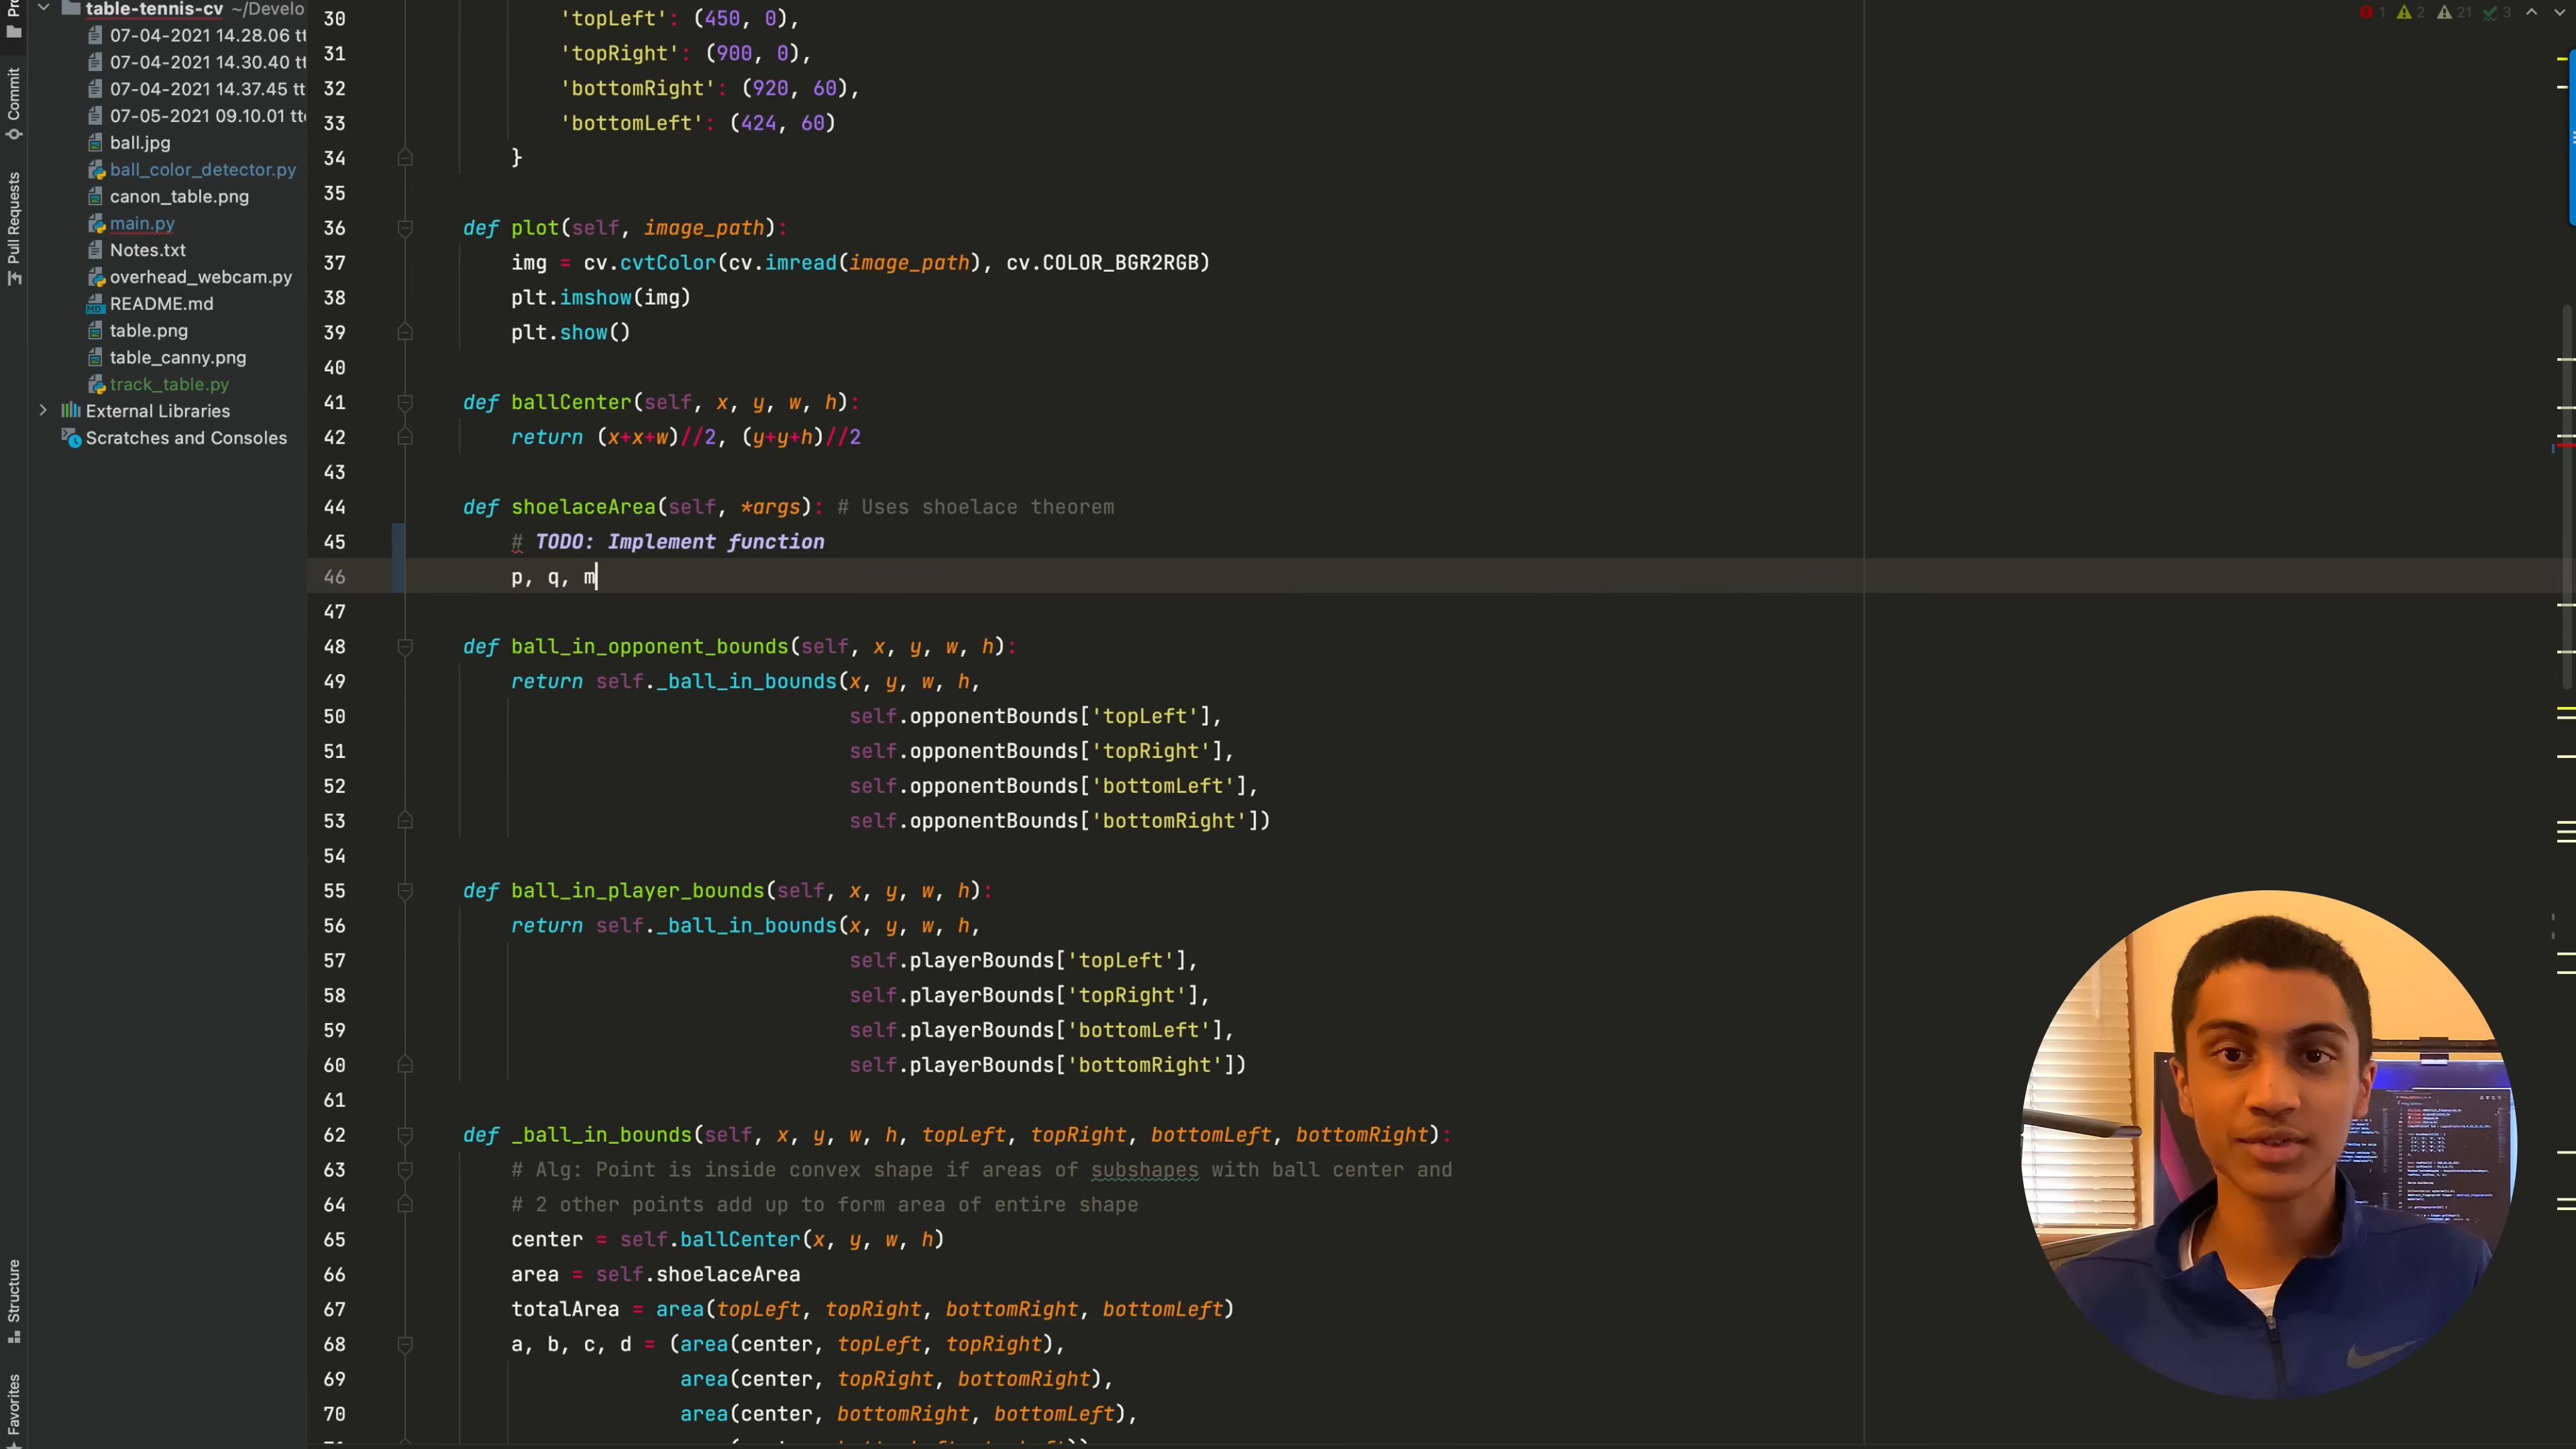 Commit
Pull Requests
Structure
Favorites
table-tennis-cv ~/Develo
07-04-2021 14.28.06 tt
07-04-2021 14.30.40 tt
07-04-2021 14.37.45 tt
07-05-2021 09.10.01 tt
ball.jpg
ball_color_detector.py
canon_table.png
main.py
Notes.txt
overhead_webcam.py
README.md
table.png
table_canny.png
track_table.py
External Libraries
Scratches and Consoles
1 2 21 3
30 'topLeft': (450, 0),
31 'topRight': (900, 0),
32 'bottomRight': (920, 60),
33 'bottomLeft': (424, 60)
34 }
35
36 def plot(self, image_path):
37 img = cv.cvtColor(cv.imread(image_path), cv.COLOR_BGR2RGB)
38 plt.imshow(img)
39 plt.show()
40
41 def ballCenter(self, x, y, w, h):
42 return (x+x+w)//2, (y+y+h)//2
43
44 def shoelaceArea(self, *args): # Uses shoelace theorem
45 # TODO: Implement function
46 p, q, m
47
48 def ball_in_opponent_bounds(self, x, y, w, h):
49 return self._ball_in_bounds(x, y, w, h,
50 self.opponentBounds['topLeft'],
51 self.opponentBounds['topRight'],
52 self.opponentBounds['bottomLeft'],
53 self.opponentBounds['bottomRight'])
54
55 def ball_in_player_bounds(self, x, y, w, h):
56 return self._ball_in_bounds(x, y, w, h,
57 self.playerBounds['topLeft'],
58 self.playerBounds['topRight'],
59 self.playerBounds['bottomLeft'],
60 self.playerBounds['bottomRight'])
61
62 def _ball_in_bounds(self, x, y, w, h, topLeft, topRight, bottomLeft, bottomRight):
63 # Alg: Point is inside convex shape if areas of subshapes with ball center and
64 # 2 other points add up to form area of entire shape
65 center = self.ballCenter(x, y, w, h)
66 area = self.shoelaceArea
67 totalArea = area(topLeft, topRight, bottomRight, bottomLeft)
68 a, b, c, d = (area(center, topLeft, topRight),
69 area(center, topRight, bottomRight),
70 area(center, bottomRight, bottomLeft),